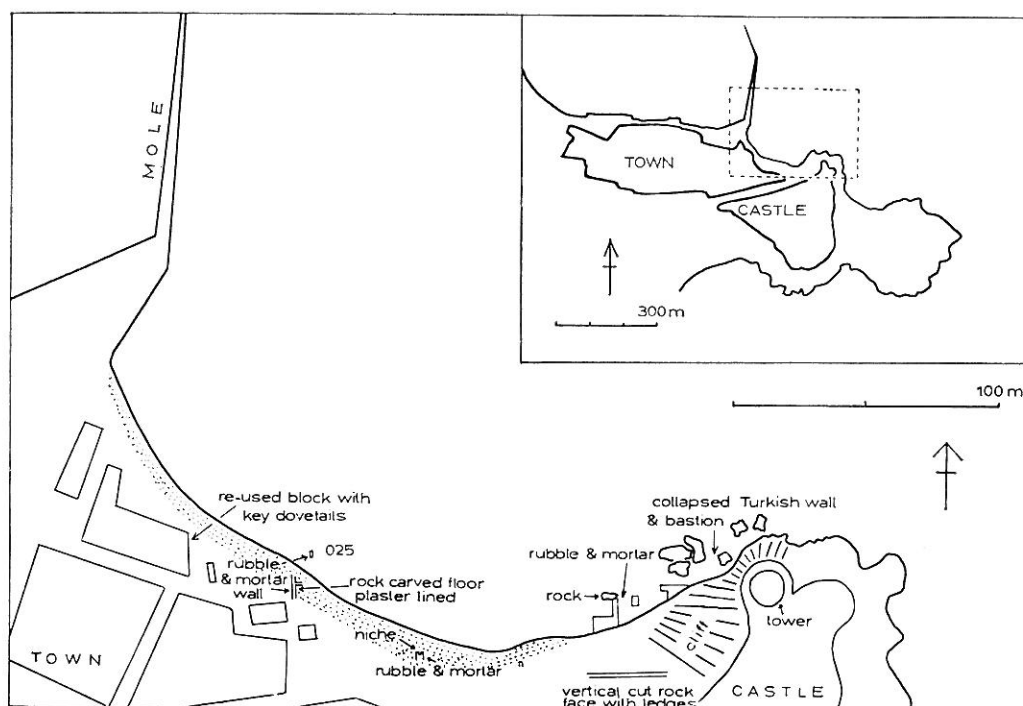 MOLE
TOWN
CASTLE
300 m
100 m
re-used block with
key dovetails
025
rubble
& mortar
wall
rock carved floor
plaster lined
niche
rubble & mortar
collapsed Turkish wall
& bastion
rubble & mortar
rock
cliff
tower
TOWN
vertical cut rock
face with ledges
CASTLE